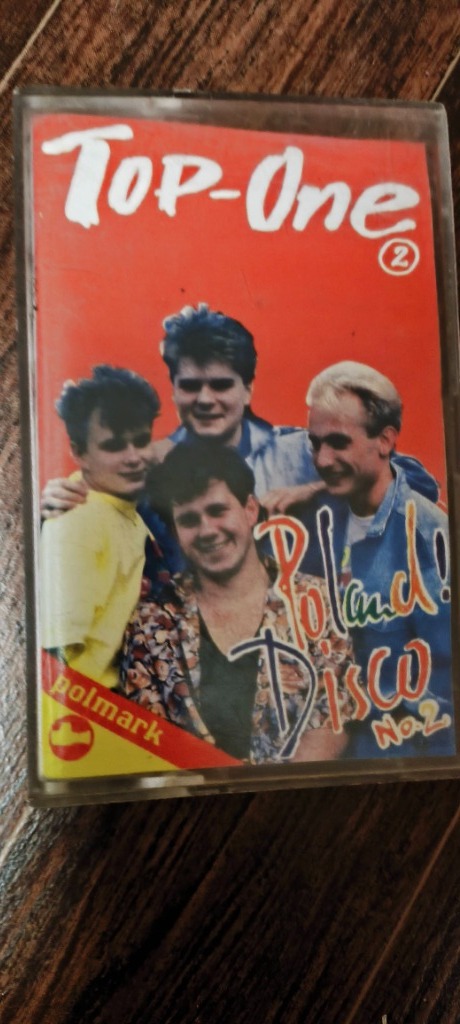 Top-One
2
Poland!
Disco
No. 2
polmark